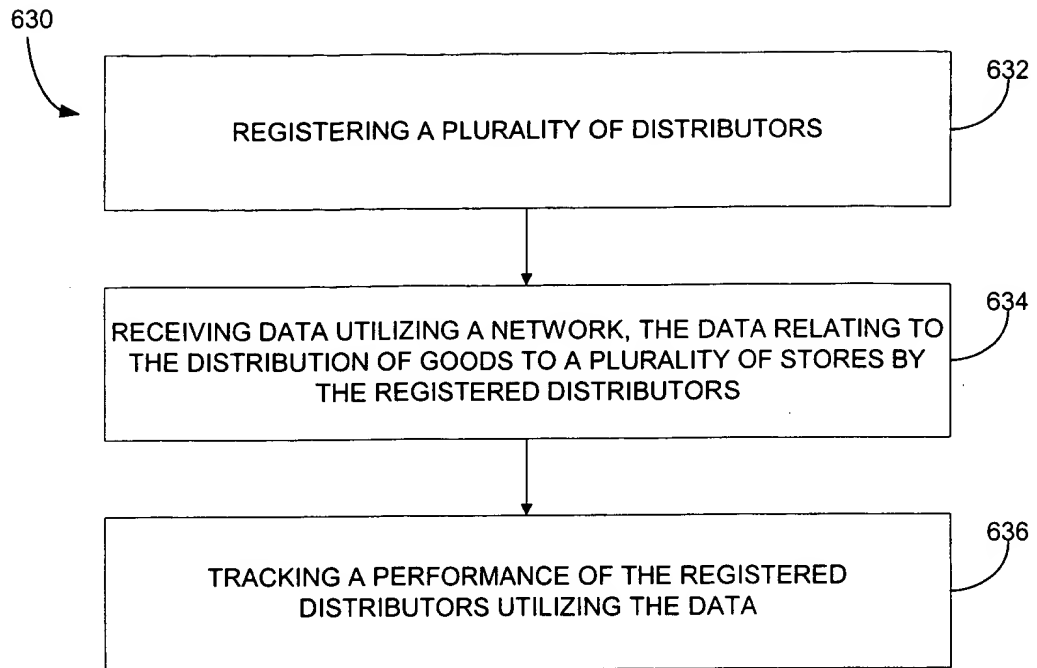 630
632
REGISTERING A PLURALITY OF DISTRIBUTORS
634
RECEIVING DATA UTILIZING A NETWORK, THE DATA RELATING TO
THE DISTRIBUTION OF GOODS TO A PLURALITY OF STORES BY
THE REGISTERED DISTRIBUTORS
636
TRACKING A PERFORMANCE OF THE REGISTERED
DISTRIBUTORS UTILIZING THE DATA